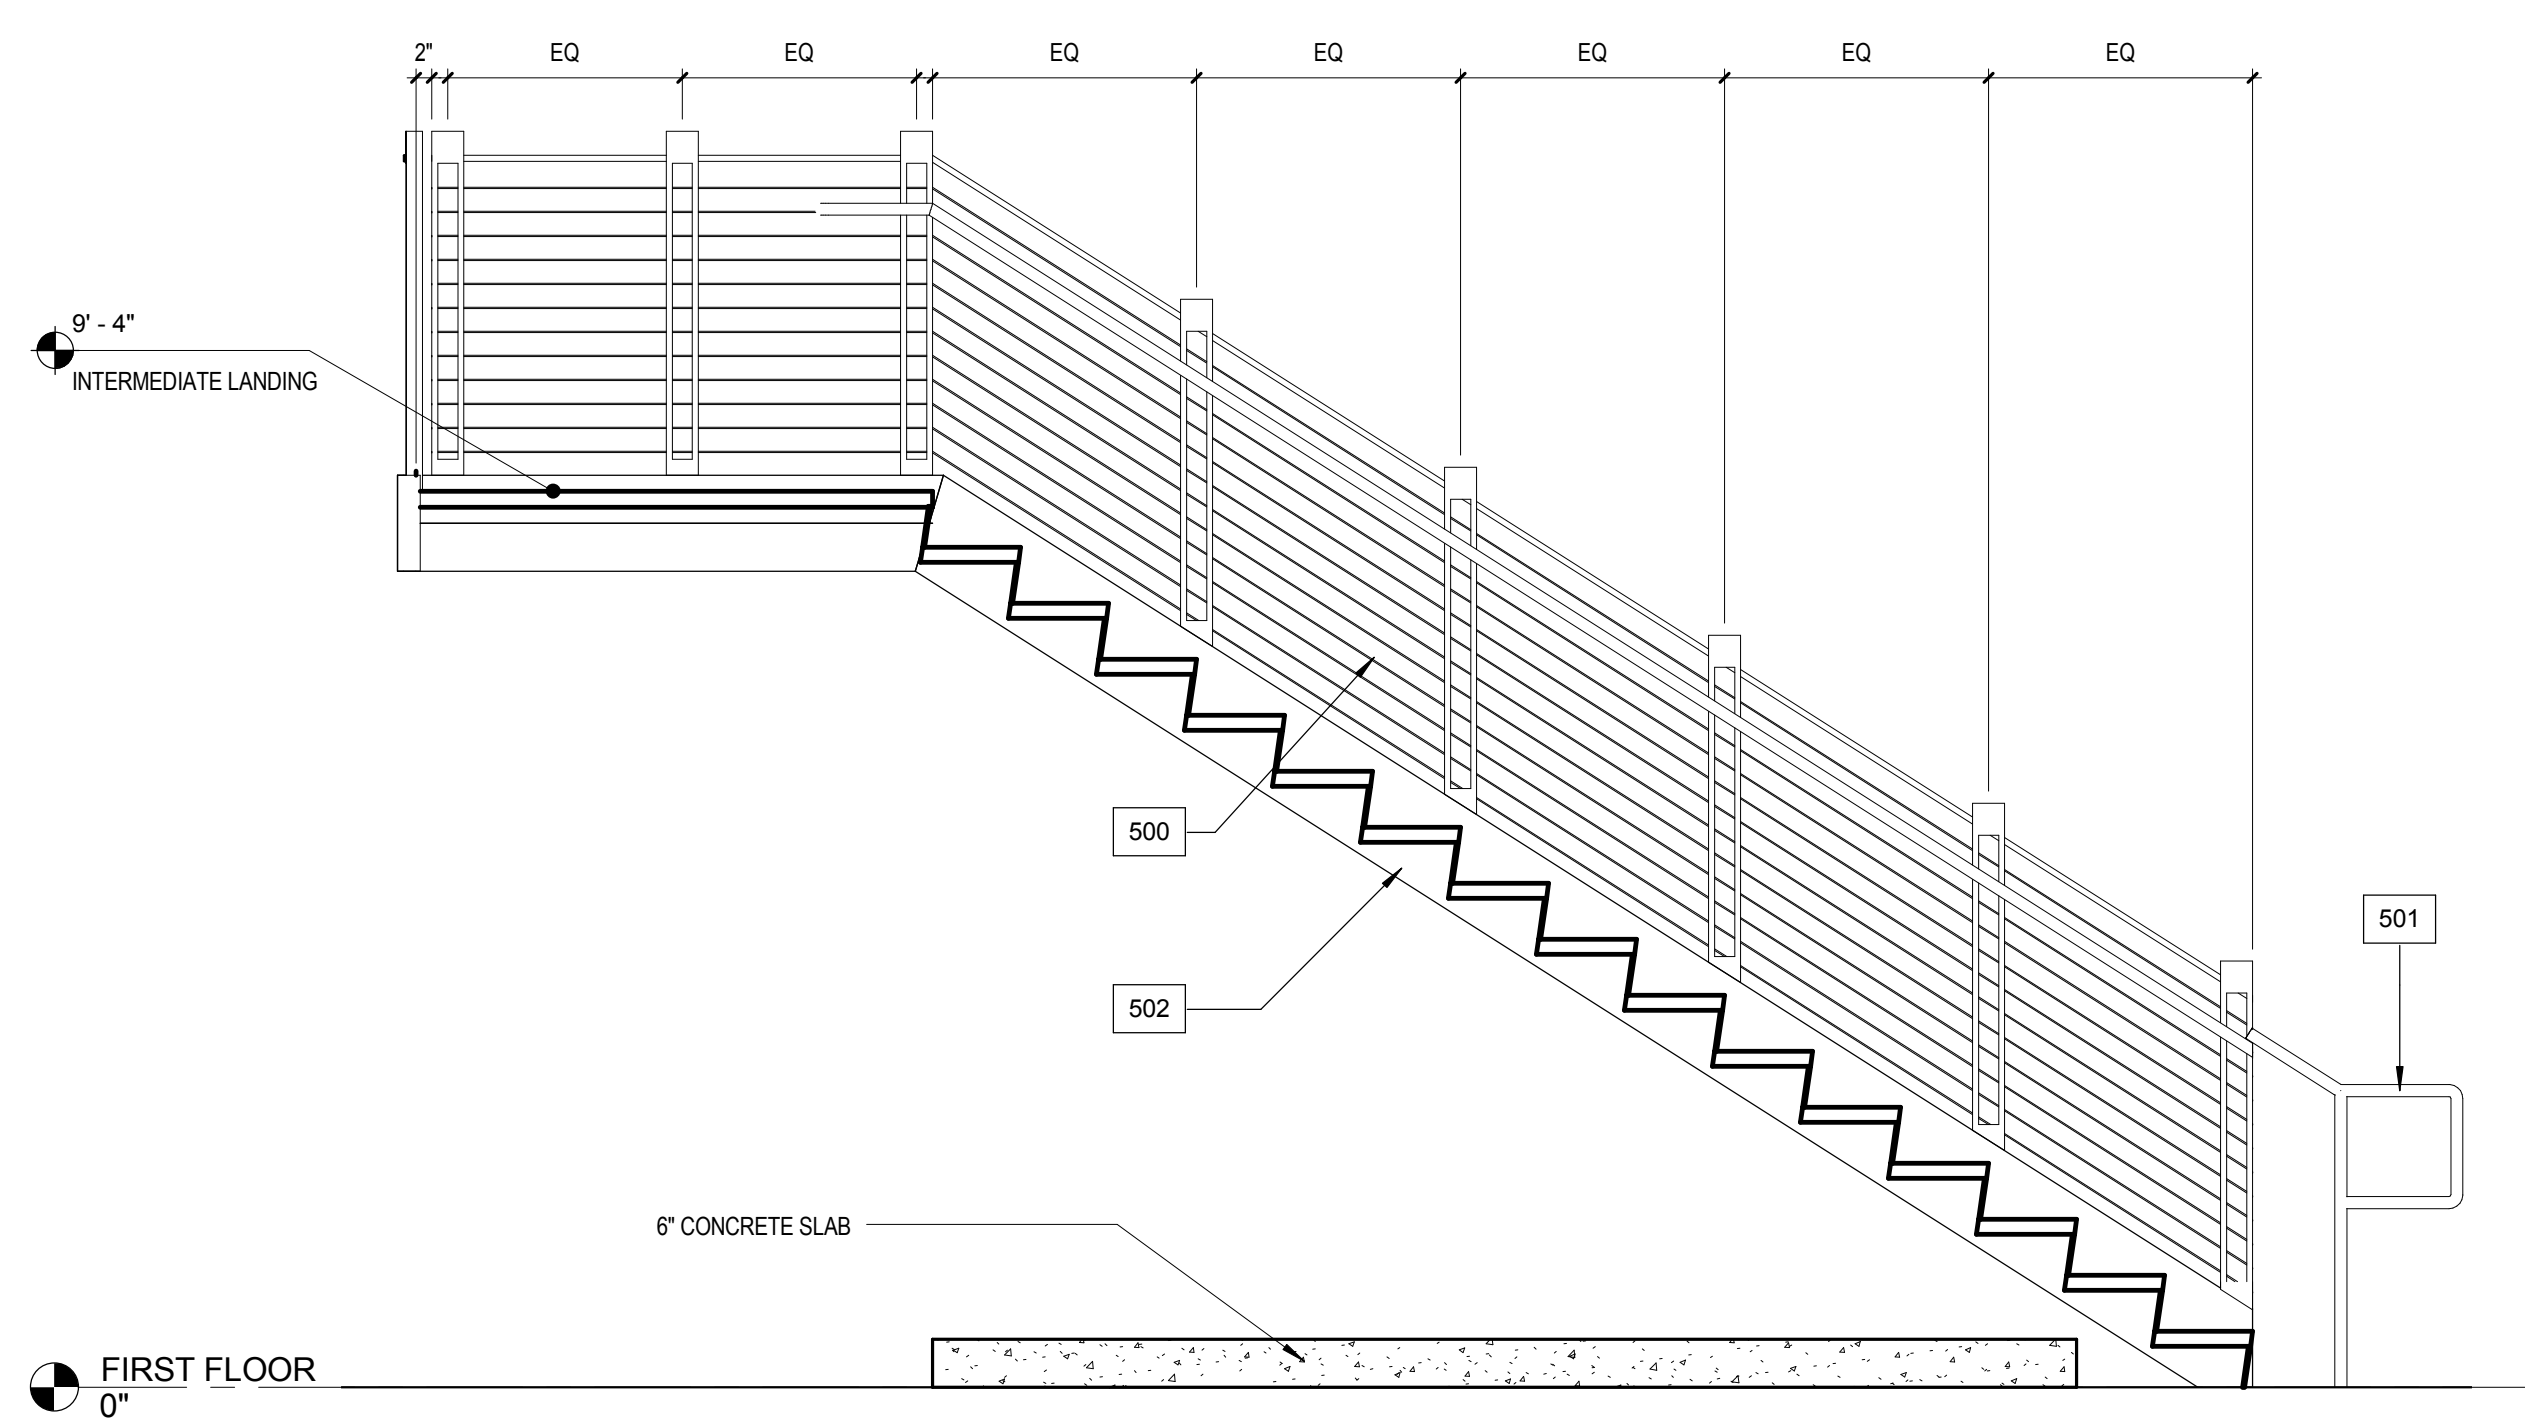 2" EQ EQ EQ EQ EQ EQ EQ
9' - 4"
INTERMEDIATE LANDING
500
501
502
6" CONCRETE SLAB
FIRST FLOOR
0"